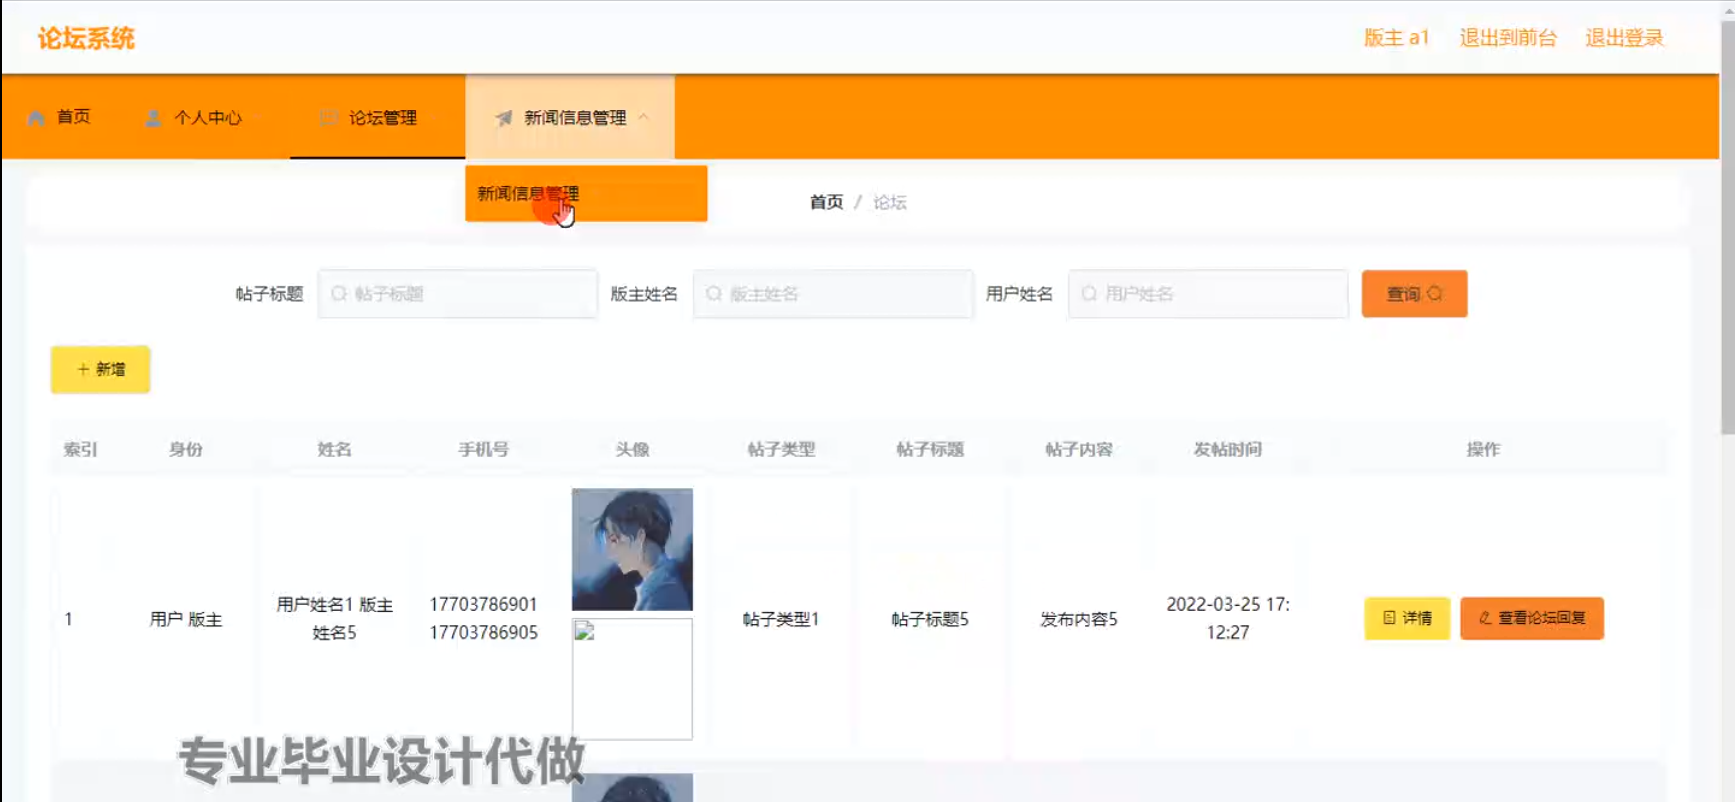 论坛系统
版主 a1 退出到前台 退出登录
首页 个人中心 论坛管理 新闻信息管理
新闻信息管理
首页 / 论坛
帖子标题 帖子标题 版主姓名 版主姓名 用户姓名 用户姓名 查询
+ 新增
索引 身份 姓名 手机号 头像 帖子类型 帖子标题 帖子内容 发帖时间 操作
用户姓名1 版主 17703786901 2022-03-25 17:
1 用户 版主 帖子类型1 帖子标题5 发布内容5 详情 查看论坛回复
姓名5 17703786905 12:27
专业毕业设计代做